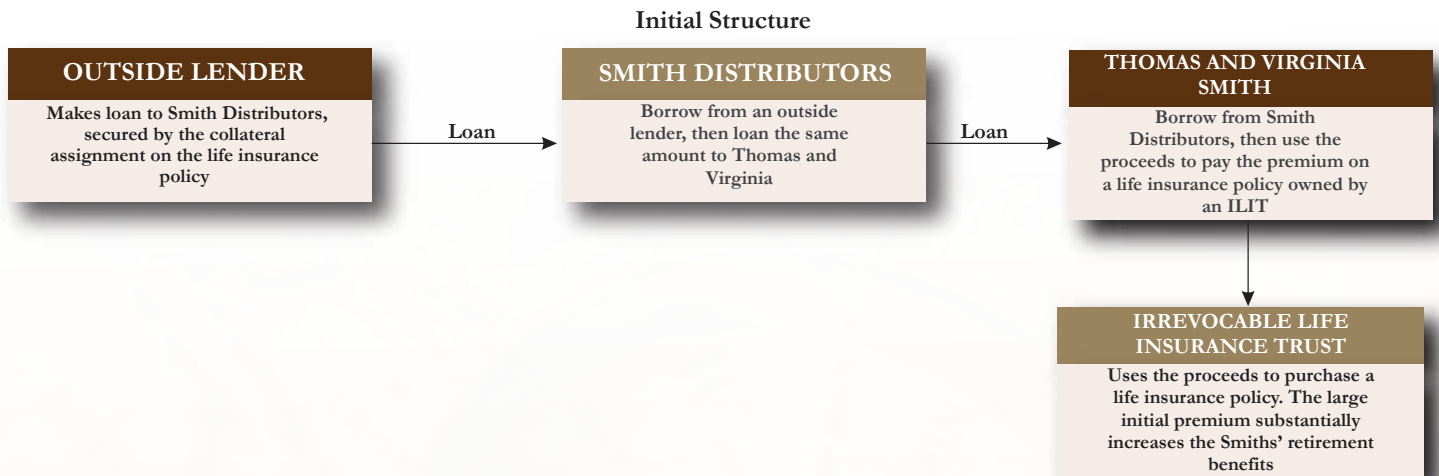 Initial Structure
OUTSIDE LENDER
Makes loan to Smith Distributors,
secured by the collateral
assignment on the life insurance
policy
Loan
SMITH DISTRIBUTORS
Borrow from an outside
lender, then loan the same
amount to Thomas and
Virginia
Loan
THOMAS AND VIRGINIA
SMITH
Borrow from Smith
Distributors, then use the
proceeds to pay the premium on
a life insurance policy owned by
an ILIT
IRREVOCABLE LIFE
INSURANCE TRUST
Uses the proceeds to purchase a
life insurance policy. The large
initial premium substantially
increases the Smiths’ retirement
benefits